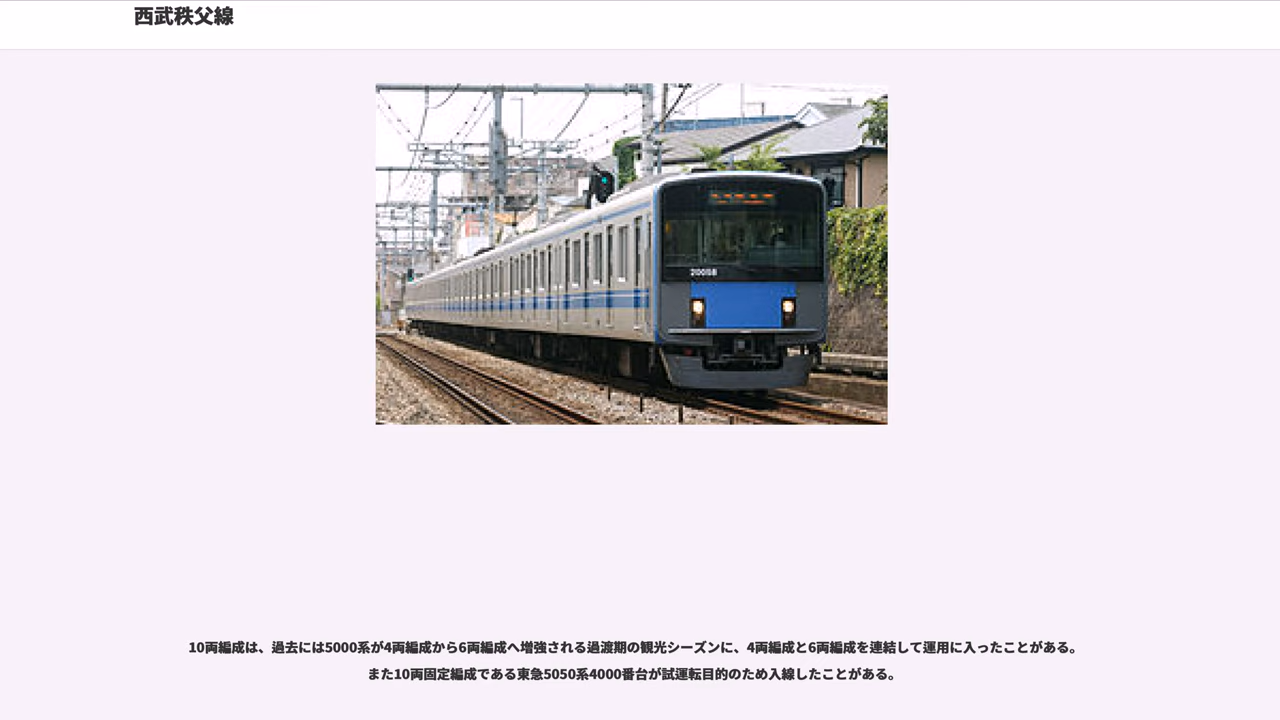 西武秩父線
20058
10両編成は、過去には5000系が4両編成から6両編成へ増強される過渡期の観光シーズンに、4両編成と6両編成を連結して運用に入ったことがある。
また10両固定編成である東急5050系4000番台が試運転目的のため入線したことがある。